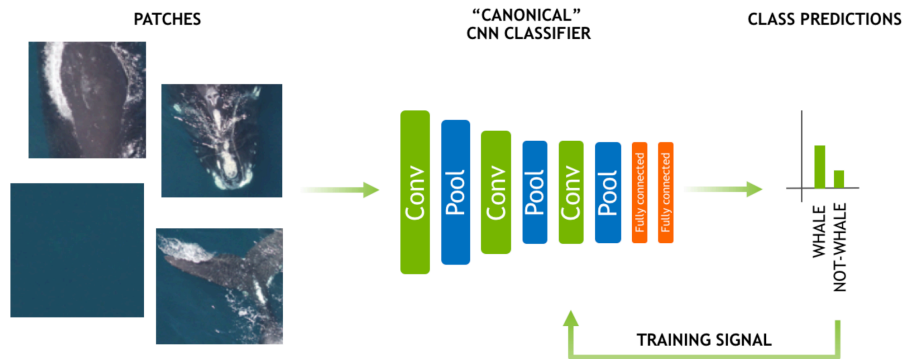 PATCHES
“CANONICAL”
CNN CLASSIFIER
CLASS PREDICTIONS
Conv
Pool
Conv
Pool
Conv
Pool
Fully connected
Fully connected
WHALE
NOT-WHALE
TRAINING SIGNAL